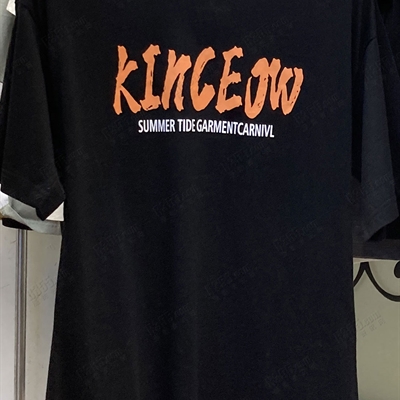 KINCEOW
SUMMER TIDE GARMENTCARNIVL